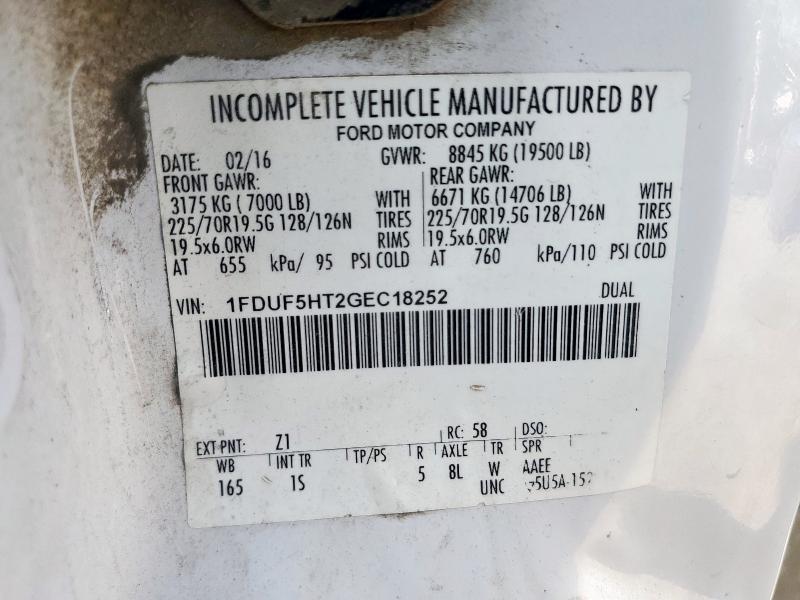 INCOMPLETE VEHICLE MANUFACTURED BY
FORD MOTOR COMPANY
DATE: 02/16 GVWR: 8845 KG (19500 LB)
FRONT GAWR: REAR GAWR:
3175 KG ( 7000 LB) WITH 6671 KG (14706 LB) WITH
225/70R19.5G 128/126N TIRES 225/70R19.5G 128/126N TIRES
19.5x6.0RW RIMS 19.5x6.0RW RIMS
AT 655 kPa/ 95 PSI COLD AT 760 kPa/110 PSI COLD
VIN: 1FDUF5HT2GEC18252 DUAL
EXT PNT: Z1 RC: 58 DSO:
WB INT TR TP/PS R AXLE TR SPR
165 1S 5 8L W AAEE
UNC